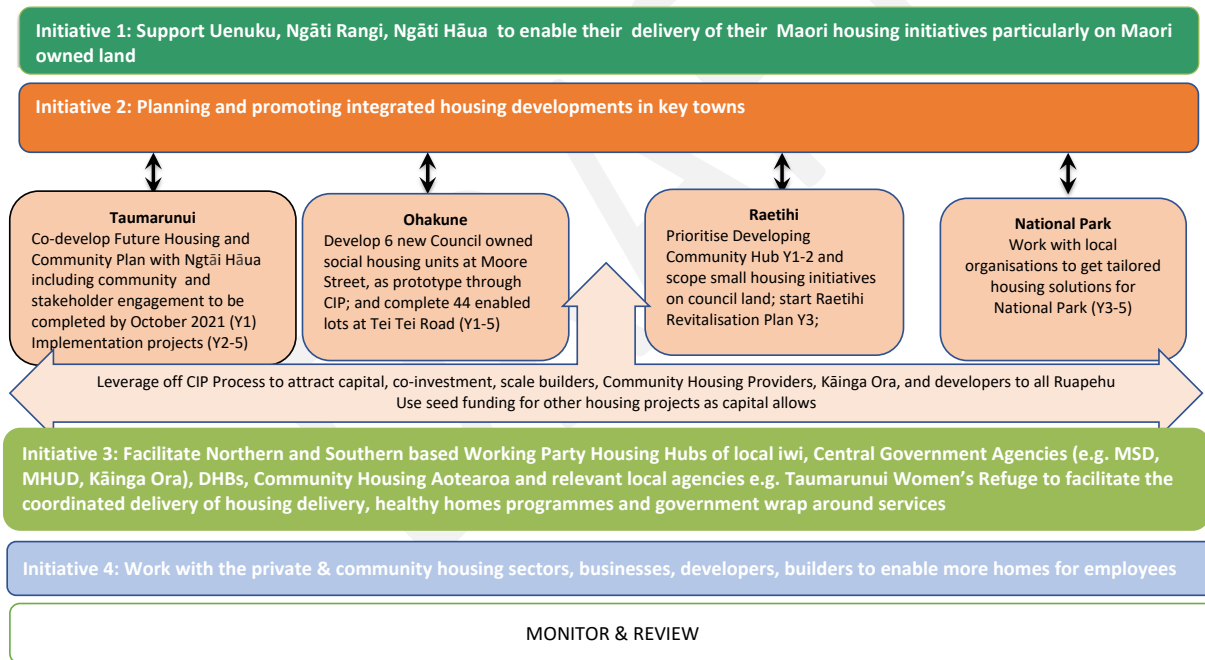 Initiative 1: Support Uenuku, Ngāti Rangi, Ngāti Hāua to enable their delivery of their Maori housing initiatives particularly on Maori
owned land
Initiative 2: Planning and promoting integrated housing developments in key towns
Taumarunui
Co-develop Future Housing and
Community Plan with Ngtāi Hāua
including community and
stakeholder engagement to be
completed by October 2021 (Y1)
Implementation projects (Y2-5)
Ohakune
Develop 6 new Council owned
social housing units at Moore
Street, as prototype through
CIP; and complete 44 enabled
lots at Tei Tei Road (Y1-5)
Raetihi
Prioritise Developing
Community Hub Y1-2 and
scope small housing initiatives
on council land; start Raetihi
Revitalisation Plan Y3;
National Park
Work with local
organisations to get tailored
housing solutions for
National Park (Y3-5)
Leverage off CIP Process to attract capital, co-investment, scale builders, Community Housing Providers, Kāinga Ora, and developers to all Ruapehu
Use seed funding for other housing projects as capital allows
Initiative 3: Facilitate Northern and Southern based Working Party Housing Hubs of local iwi, Central Government Agencies (e.g. MSD,
MHUD, Kāinga Ora), DHBs, Community Housing Aotearoa and relevant local agencies e.g. Taumarunui Women’s Refuge to facilitate the
coordinated delivery of housing delivery, healthy homes programmes and government wrap around services
Initiative 4: Work with the private & community housing sectors, businesses, developers, builders to enable more homes for employees
MONITOR & REVIEW